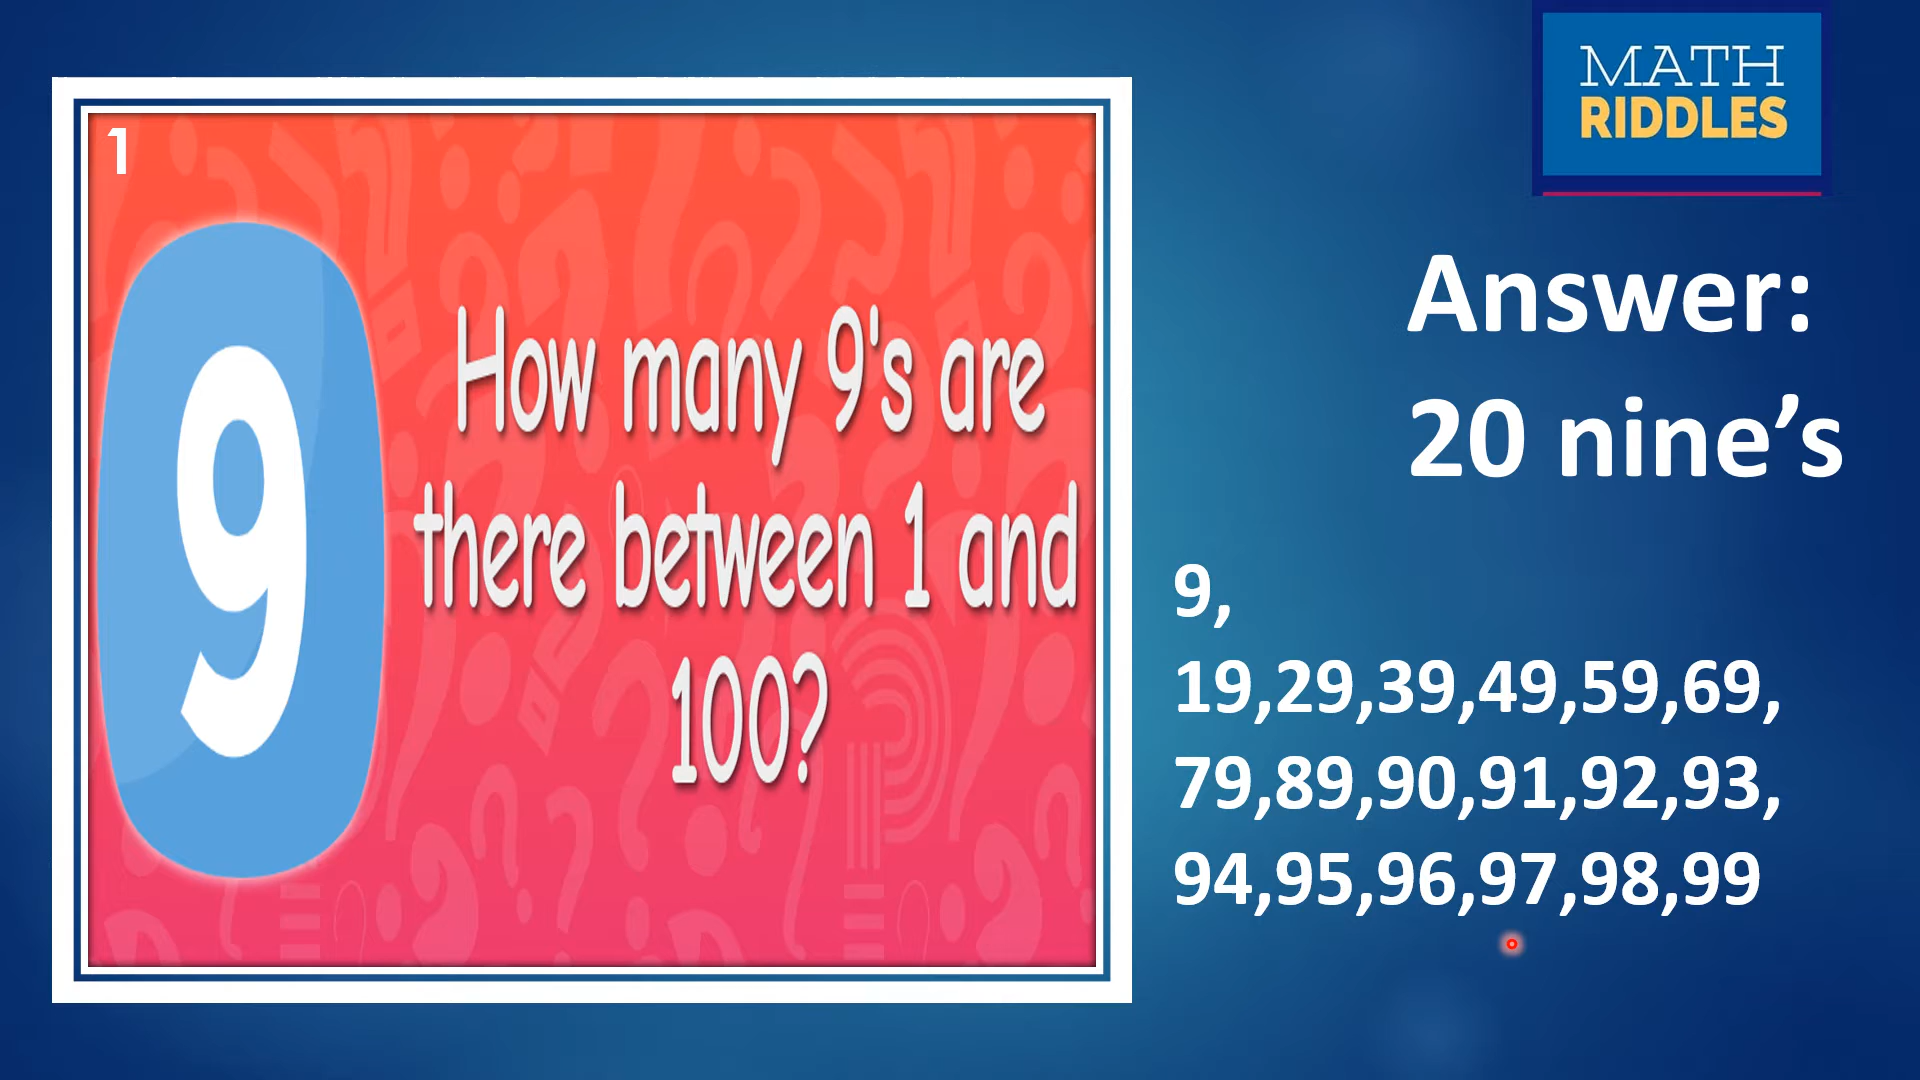 MATH
RIDDLES
1
9
How many 9's are
there between 1 and
100?
Answer:
20 nine’s
9,
19,29,39,49,59,69,
79,89,90,91,92,93,
94,95,96,97,98,99